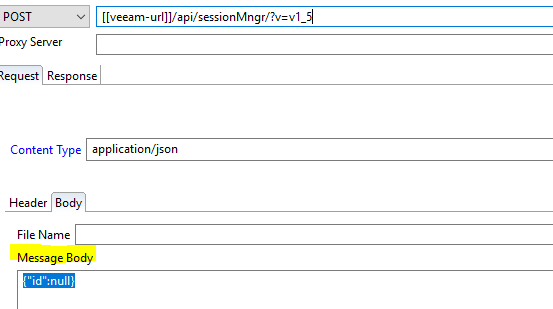 POST [[veeam-url]]/api/sessionMngr/?v=v1_5
Proxy Server
Request Response
Content Type application/json
Header Body
File Name
Message Body
{"id":null}